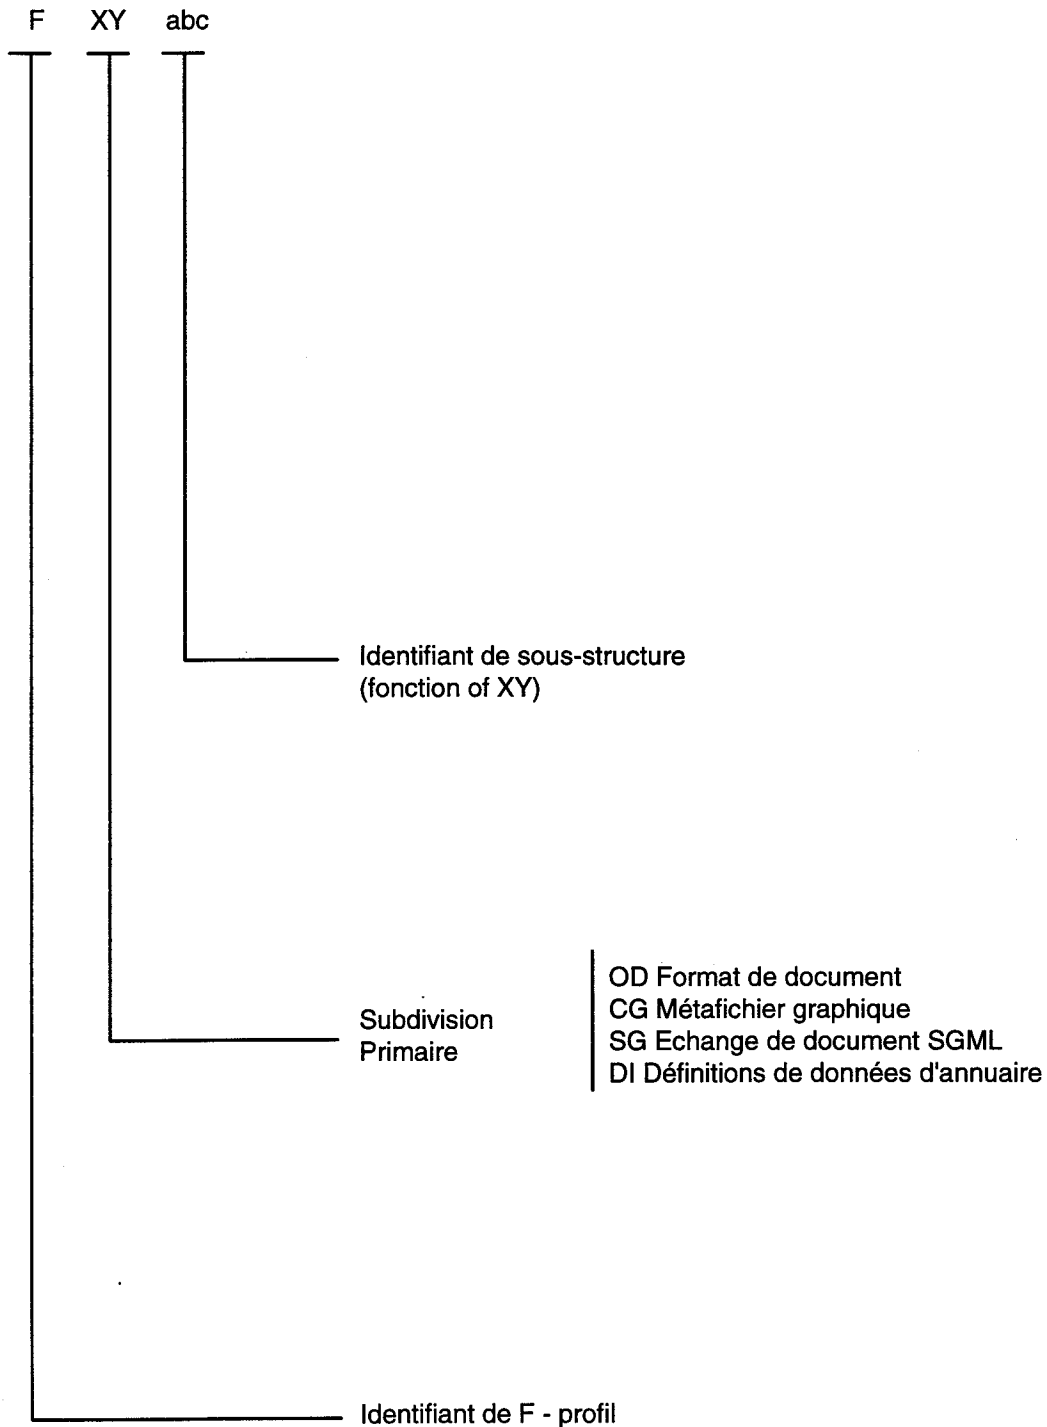 F XY abc
Identifiant de sous-structure
(fonction of XY)
OD Format de document
CG Métafichier graphique
SG Echange de document SGML
DI Définitions de données d'annuaire
Subdivision
Primaire
Identifiant de F - profil